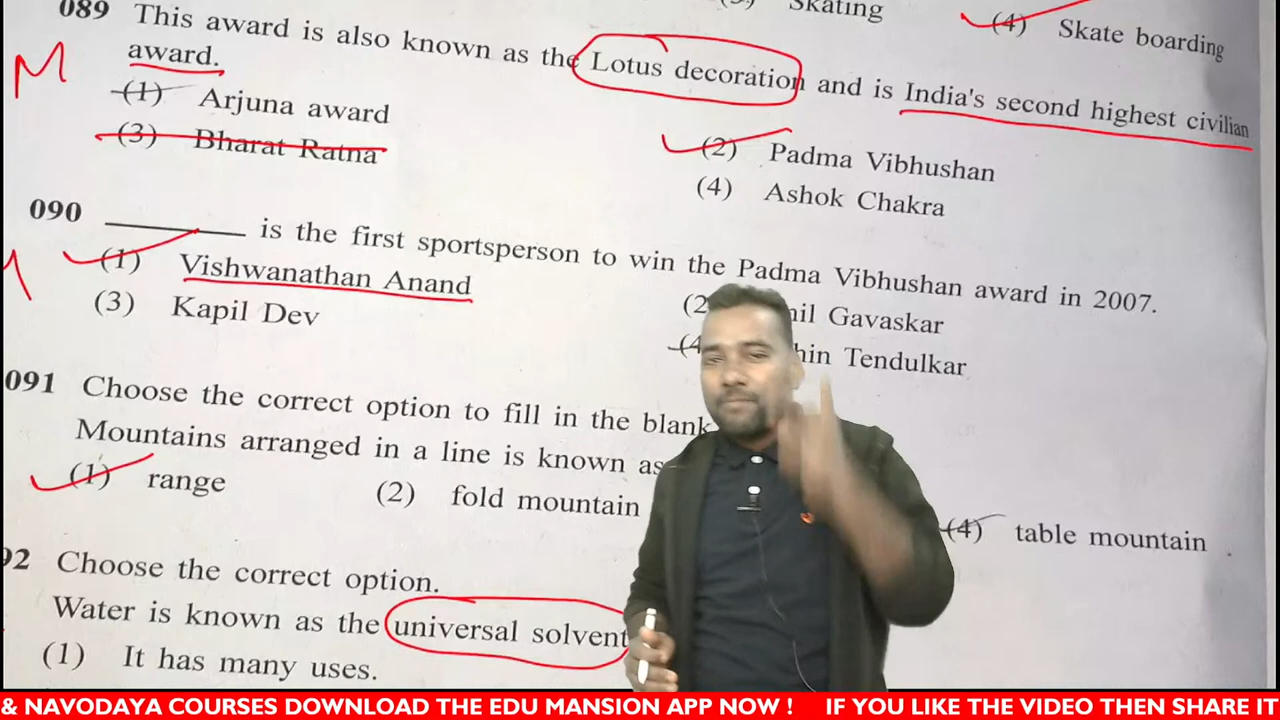 Skating
(4) Skate boarding
089 This award is also known as the Lotus decoration and is India's second highest civilian
award.
M
(1) Arjuna award
(2) Padma Vibhushan
(3) Bharat Ratna
(4) Ashok Chakra
090 ________ is the first sportsperson to win the Padma Vibhushan award in 2007.
(1) Vishwanathan Anand
Gavaskar
(3) Kapil Dev
Tendulkar
091 Choose the correct option to fill in the blank
Mountains arranged in a line is known as
(1) range
(2) fold mountain
(4) table mountain
92 Choose the correct option.
Water is known as the universal solvent
(1) It has many uses.
& NAVODAYA COURSES DOWNLOAD THE EDU MANSION APP NOW ! IF YOU LIKE THE VIDEO THEN SHARE IT